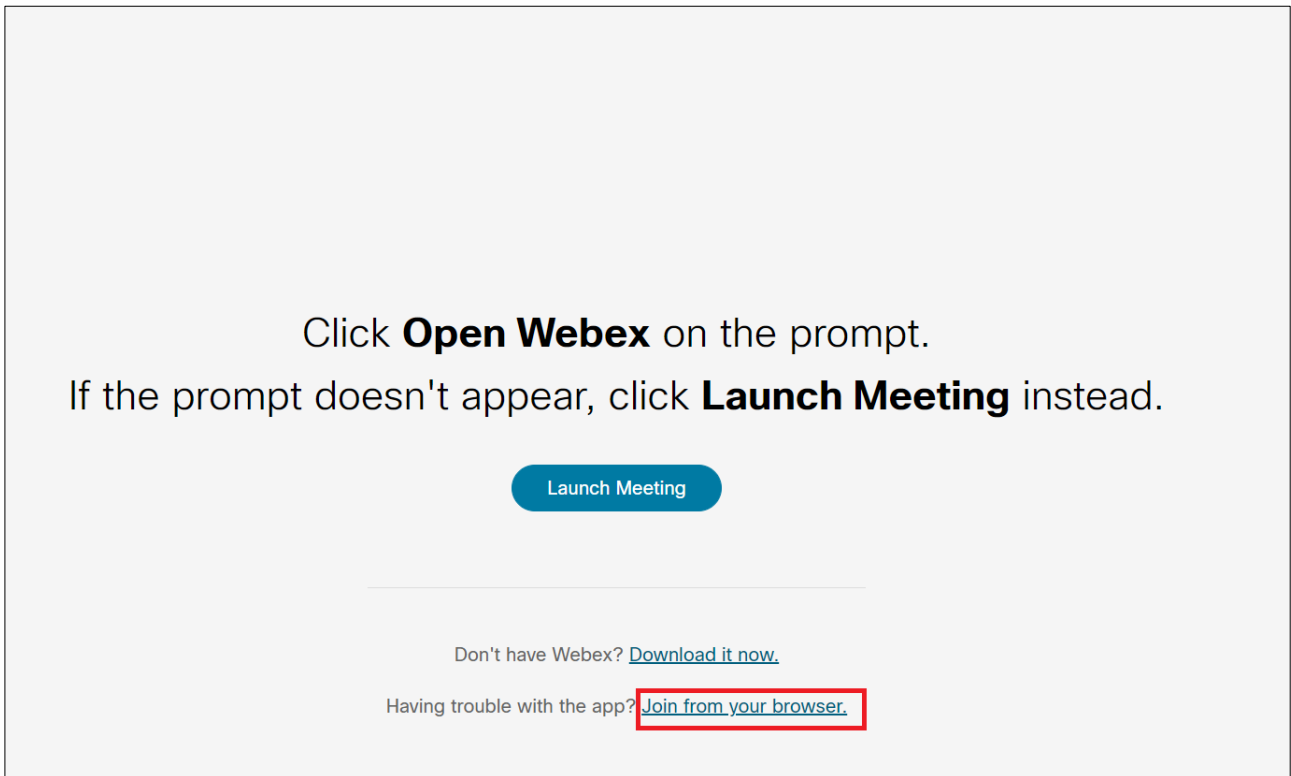 Click Open Webex on the prompt.
If the prompt doesn't appear, click Launch Meeting instead.
Launch Meeting
Don't have Webex? Download it now.
Having trouble with the app? Join from your browser.